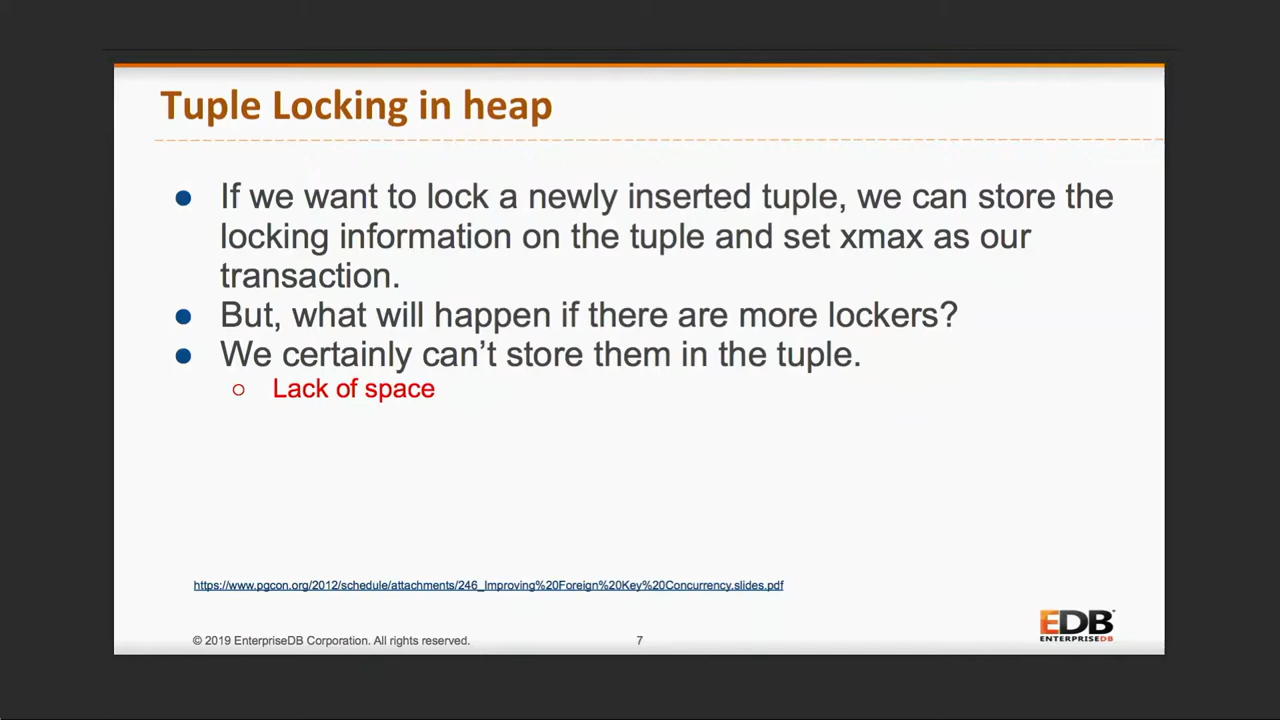 Tuple Locking in heap
● If we want to lock a newly inserted tuple, we can store the
locking information on the tuple and set xmax as our
transaction.
● But, what will happen if there are more lockers?
● We certainly can’t store them in the tuple.
○ Lack of space
https://www.pgcon.org/2012/schedule/attachments/246_Improving%20Foreign%20Key%20Concurrency.slides.pdf
© 2019 EnterpriseDB Corporation. All rights reserved.
7
EDB
ENTERPRISEDB